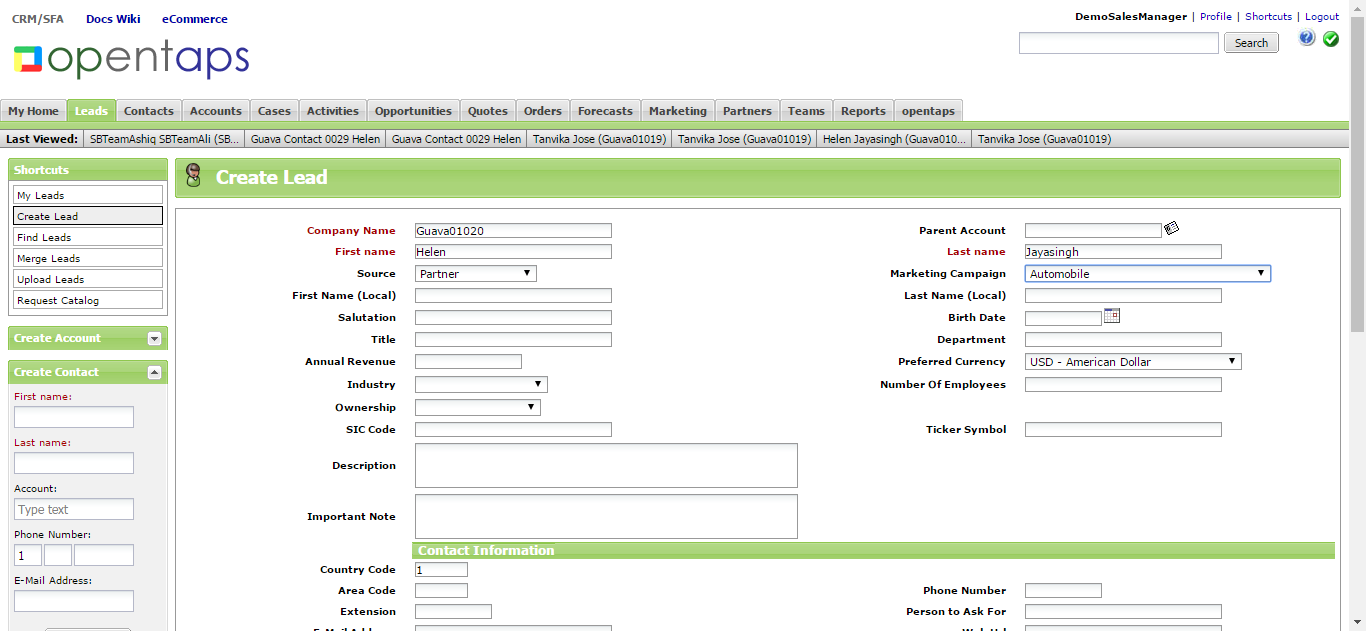 CRM/SFA Docs Wiki eCommerce
DemoSalesManager | Profile | Shortcuts | Logout
opentaps
Search
My Home Leads Contacts Accounts Cases Activities Opportunities Quotes Orders Forecasts Marketing Partners Teams Reports opentaps
Last Viewed: SBTeamAshiq SBTeamAli (SB... Guava Contact 0029 Helen Guava Contact 0029 Helen Tanvika Jose (Guava01019) Tanvika Jose (Guava01019) Helen Jayasingh (Guava010... Tanvika Jose (Guava01019)
Shortcuts
My Leads
Create Lead
Find Leads
Merge Leads
Upload Leads
Request Catalog
Create Account
Create Contact
First name:
Last name:
Account:
Type text
Phone Number:
1
E-Mail Address:
Create Lead
Company Name Guava01020 Parent Account
First name Helen Last name Jayasingh
Source Partner Marketing Campaign Automobile
First Name (Local) Last Name (Local)
Salutation Birth Date
Title Department
Annual Revenue Preferred Currency USD - American Dollar
Industry Number Of Employees
Ownership
SIC Code Ticker Symbol
Description
Important Note
Contact Information
Country Code 1
Area Code Phone Number
Extension Person to Ask For